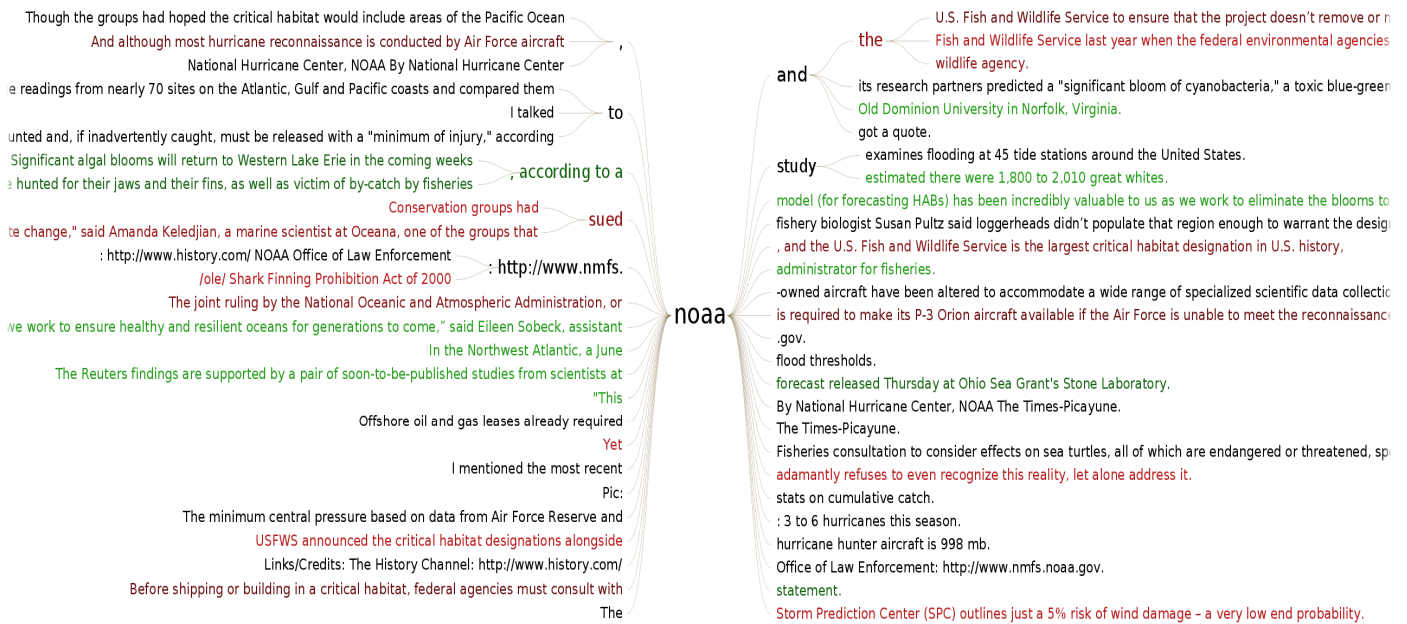 Though the groups had hoped the critical habitat would include areas of the Pacific Ocean
And although most hurricane reconnaissance is conducted by Air Force aircraft
National Hurricane Center, NOAA By National Hurricane Center
,
e readings from nearly 70 sites on the Atlantic, Gulf and Pacific coasts and compared them
I talked
unted and, if inadvertently caught, must be released with a "minimum of injury," according
to
Significant algal blooms will return to Western Lake Erie in the coming weeks
e hunted for their jaws and their fins, as well as victim of by-catch by fisheries
, according to a
Conservation groups had
te change," said Amanda Keledjian, a marine scientist at Oceana, one of the groups that
sued
: http://www.history.com/ NOAA Office of Law Enforcement
/ole/ Shark Finning Prohibition Act of 2000
: http://www.nmfs.
The joint ruling by the National Oceanic and Atmospheric Administration, or
we work to ensure healthy and resilient oceans for generations to come,” said Eileen Sobeck, assistant
In the Northwest Atlantic, a June
The Reuters findings are supported by a pair of soon-to-be-published studies from scientists at
"This
Offshore oil and gas leases already required
Yet
I mentioned the most recent
Pic:
The minimum central pressure based on data from Air Force Reserve and
USFWS announced the critical habitat designations alongside
Links/Credits: The History Channel: http://www.history.com/
Before shipping or building in a critical habitat, federal agencies must consult with
The
noaa
and
the
U.S. Fish and Wildlife Service to ensure that the project doesn’t remove or
Fish and Wildlife Service last year when the federal environmental agencies
wildlife agency.
its research partners predicted a "significant bloom of cyanobacteria," a toxic blue-green
Old Dominion University in Norfolk, Virginia.
got a quote.
study
examines flooding at 45 tide stations around the United States.
estimated there were 1,800 to 2,010 great whites.
model (for forecasting HABs) has been incredibly valuable to us as we work to eliminate the blooms to
fishery biologist Susan Pultz said loggerheads didn’t populate that region enough to warrant the desig
, and the U.S. Fish and Wildlife Service is the largest critical habitat designation in U.S. history,
administrator for fisheries.
-owned aircraft have been altered to accommodate a wide range of specialized scientific data collectio
is required to make its P-3 Orion aircraft available if the Air Force is unable to meet the reconnaissance
.gov.
flood thresholds.
forecast released Thursday at Ohio Sea Grant's Stone Laboratory.
By National Hurricane Center, NOAA The Times-Picayune.
The Times-Picayune.
Fisheries consultation to consider effects on sea turtles, all of which are endangered or threatened, sp
adamantly refuses to even recognize this reality, let alone address it.
stats on cumulative catch.
: 3 to 6 hurricanes this season.
hurricane hunter aircraft is 998 mb.
Office of Law Enforcement: http://www.nmfs.noaa.gov.
statement.
Storm Prediction Center (SPC) outlines just a 5% risk of wind damage – a very low end probability.